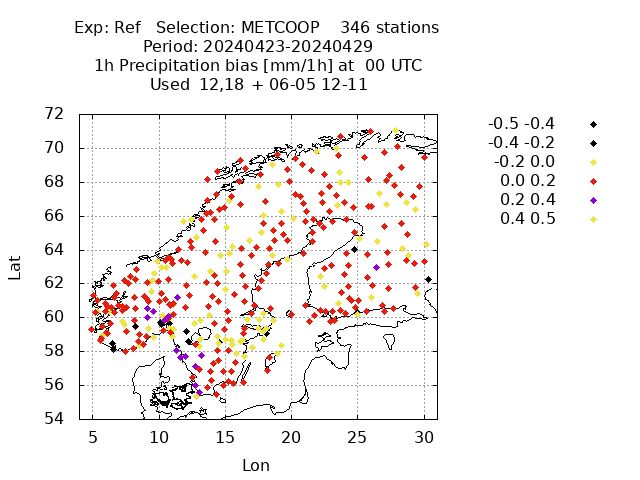 Exp: Ref   Selection: METCOOP    346 stations
Period: 20240423-20240429
1h Precipitation bias [mm/1h] at  00 UTC
Used 12,18 + 06-05 12-11
72
70
68
66
64
62
60
58
56
54
5 10 15 20 25 30
Lat
Lon
-0.5 -0.4
-0.4 -0.2
-0.2 0.0
0.0 0.2
0.2 0.4
0.4 0.5